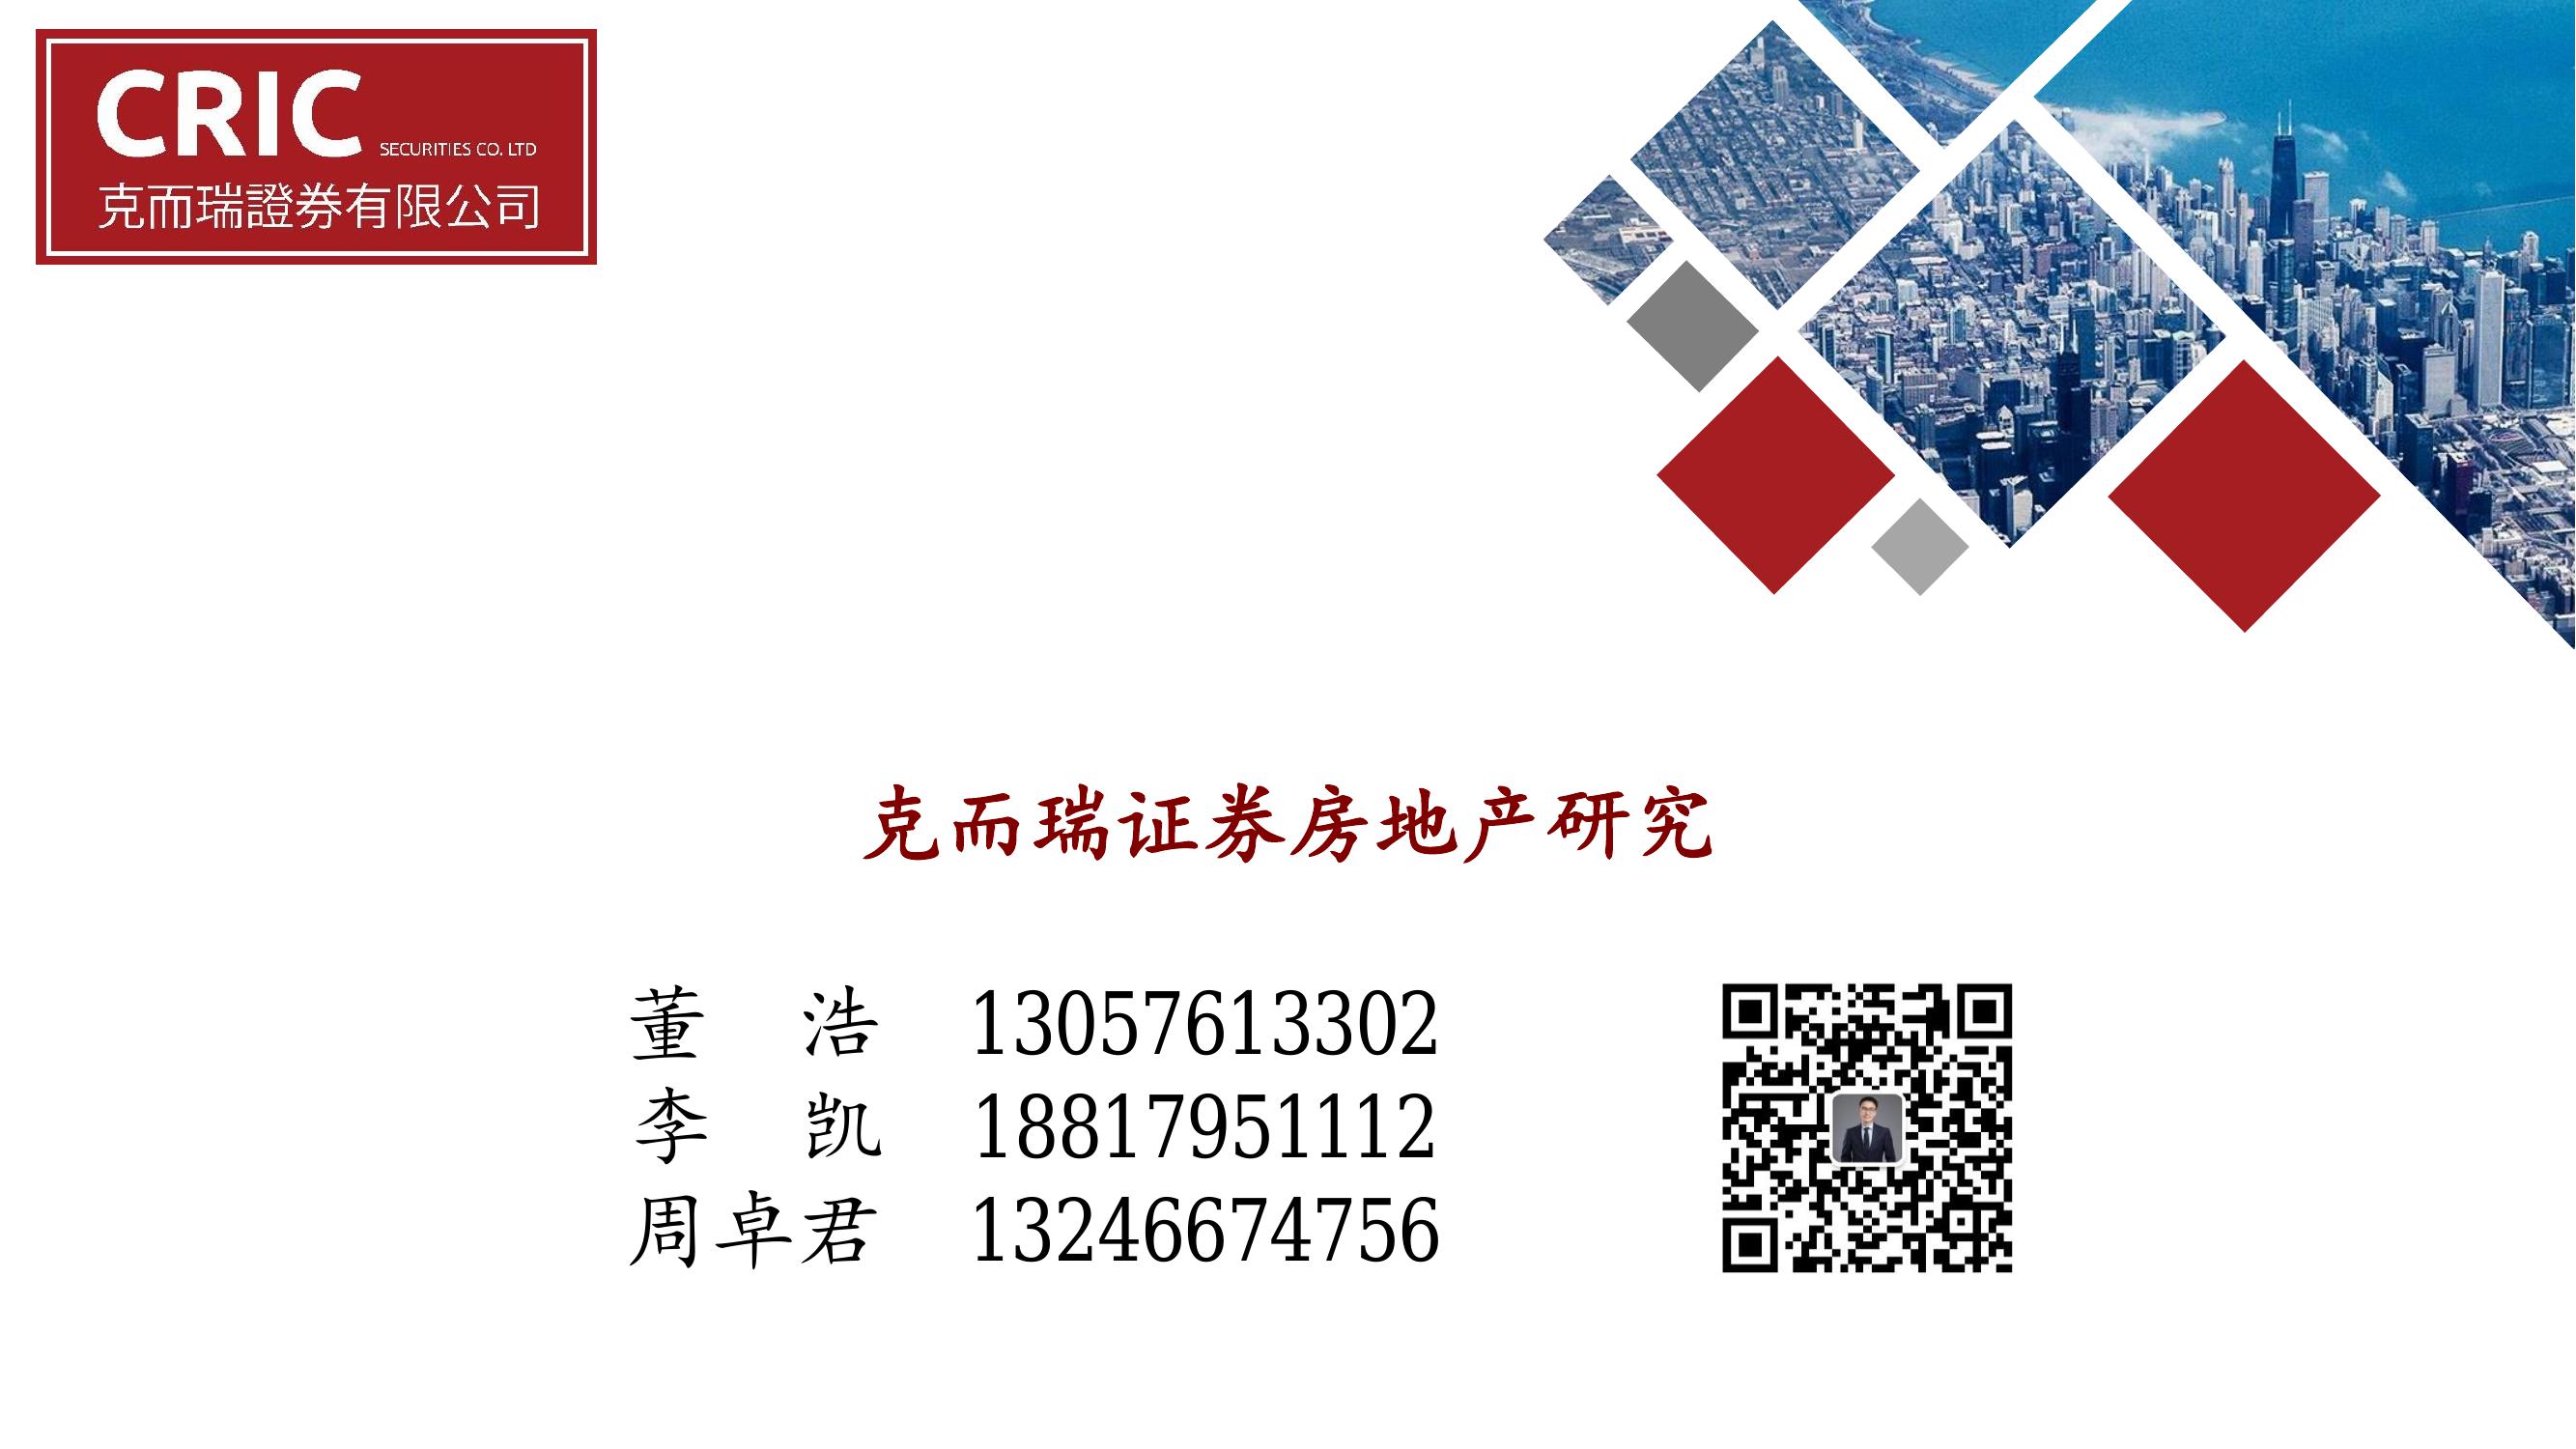 CRIC SECURITIES CO. LTD
克而瑞證券有限公司
克而瑞证券房地产研究
董　浩 13057613302
李　凯 18817951112
周卓君 13246674756